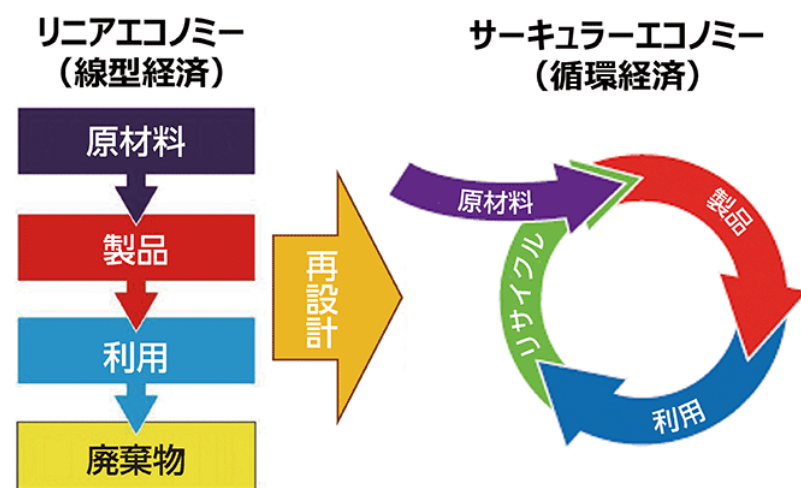 リニアエコノミー
（線型経済）
原材料
製品
利用
廃棄物
再設計
サーキュラーエコノミー
（循環経済）
原材料
製品
利用
リサイクル